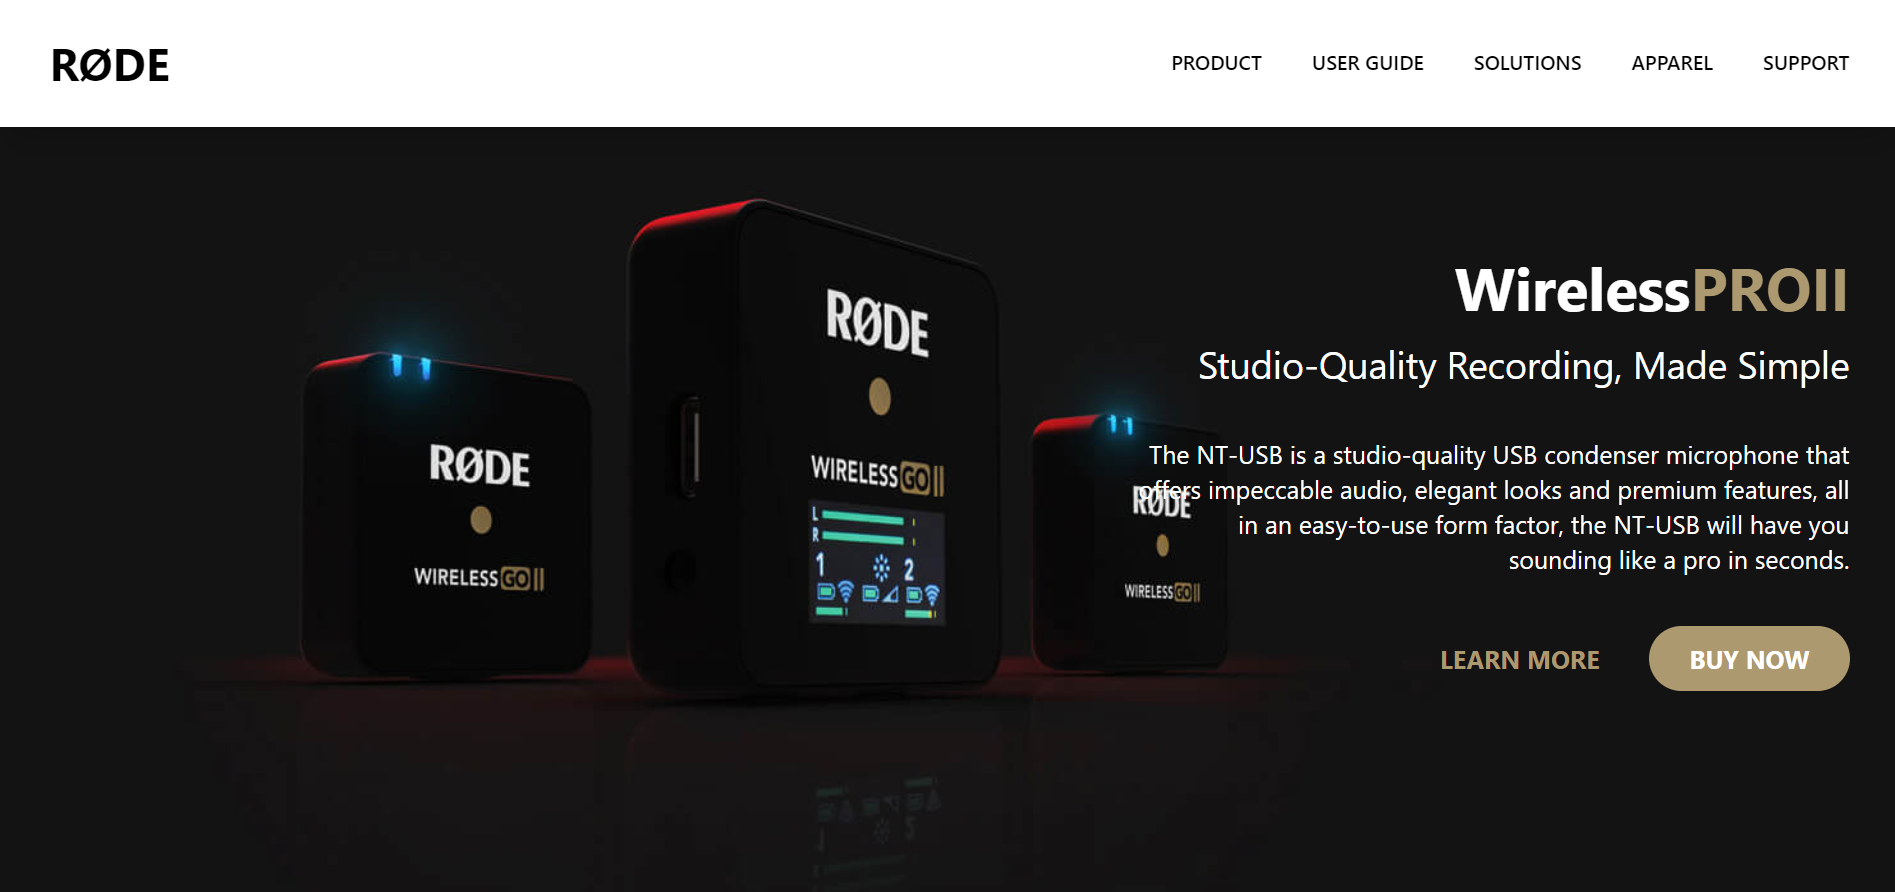 RØDE
PRODUCT USER GUIDE SOLUTIONS APPAREL SUPPORT
WirelessPROII
Studio-Quality Recording, Made Simple
The NT-USB is a studio-quality USB condenser microphone that
offers impeccable audio, elegant looks and premium features, all
in an easy-to-use form factor, the NT-USB will have you
sounding like a pro in seconds.
LEARN MORE BUY NOW
RØDE
WIRELESS GO II
RØDE
WIRELESS GO II
L
R
1 2
RØDE
WIRELESS GO II